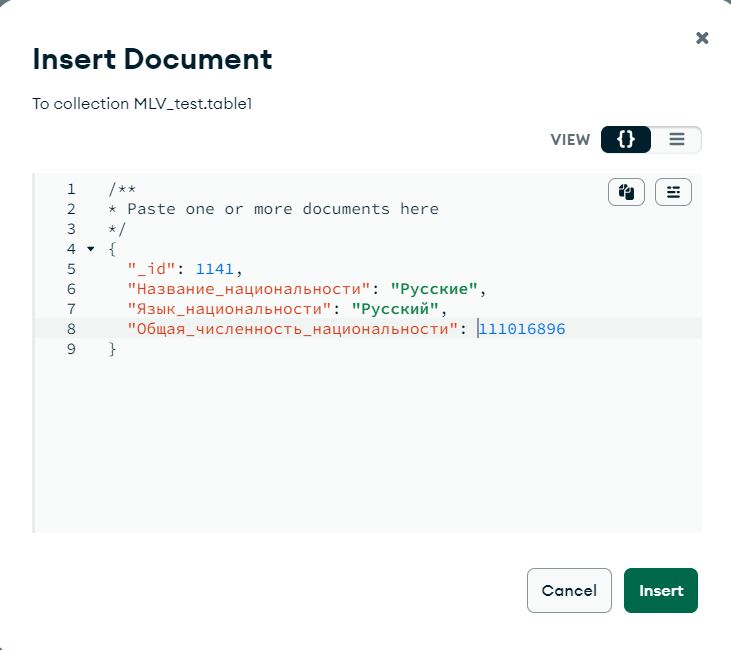 Insert Document
To collection MLV_test.table1
VIEW {}
1 /**
2 * Paste one or more documents here
3 */
4 {
5 "_id": 1141,
6 "Название_национальности": "Русские",
7 "Язык_национальности": "Русский",
8 "Общая_численность_национальности": 111016896
9 }
Cancel Insert